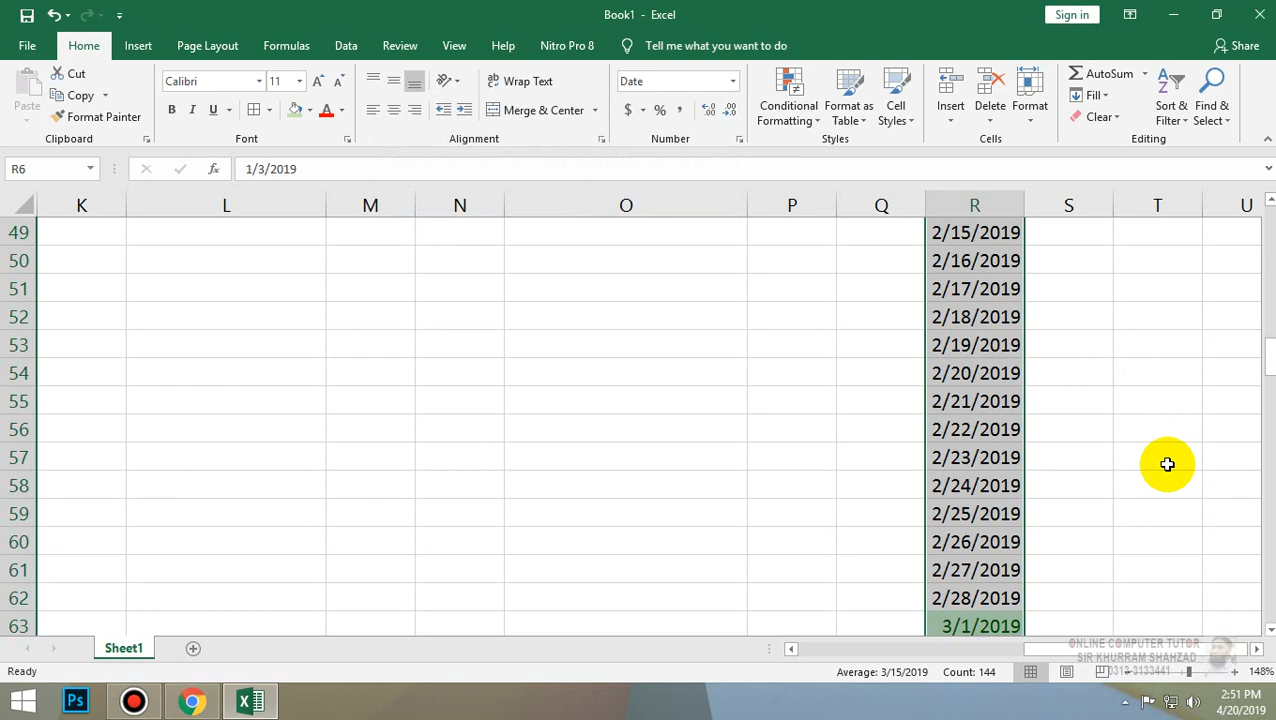 Book1 - Excel
Sign in
File Home Insert Page Layout Formulas Data Review View Help Nitro Pro 8 Tell me what you want to do Share
Paste
Cut
Copy
Format Painter
Clipboard
Calibri 11
B I U
Font
Wrap Text
Merge & Center
Alignment
Date
$ % ,
Number
Conditional Formatting
Format as Table
Cell Styles
Styles
Insert Delete Format
Cells
AutoSum
Fill
Clear
Sort & Filter
Find & Select
Editing
R6 fx 1/3/2019
K L M N O P Q R S T U
49 2/15/2019
50 2/16/2019
51 2/17/2019
52 2/18/2019
53 2/19/2019
54 2/20/2019
55 2/21/2019
56 2/22/2019
57 2/23/2019
58 2/24/2019
59 2/25/2019
60 2/26/2019
61 2/27/2019
62 2/28/2019
63 3/1/2019
Sheet1
ONLINE COMPUTER TUTOR
SIR KHURRAM SHAHZAD
0313-3133441
Ready Average: 3/15/2019 Count: 144 148%
Ps
2:51 PM
4/20/2019